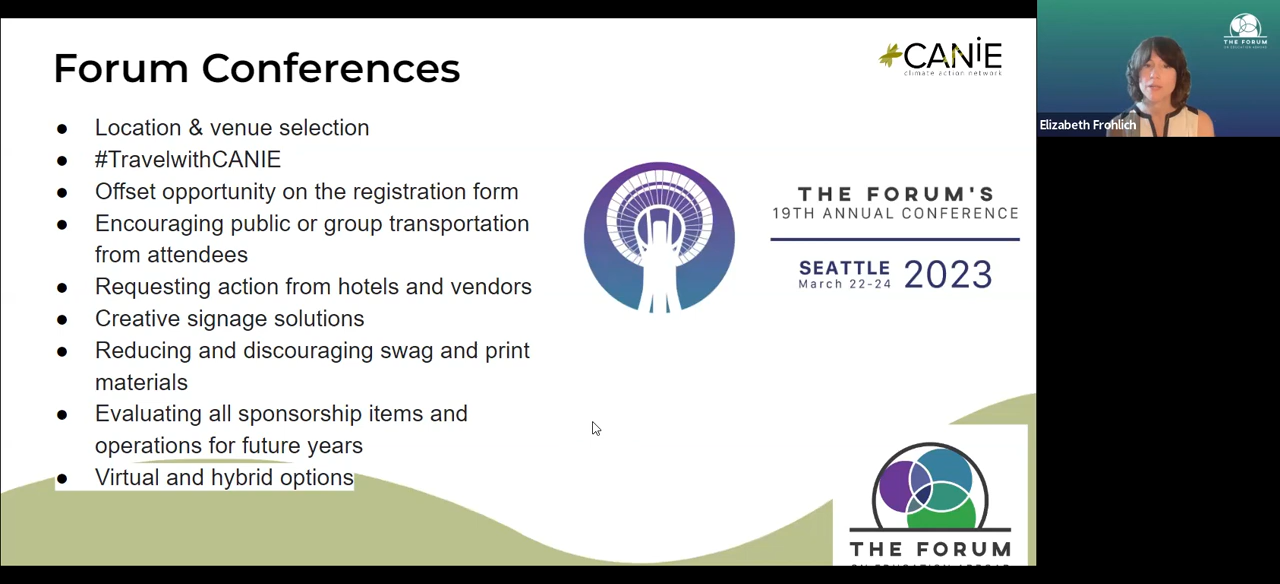 Forum Conferences
CANIE
climate action network
● Location & venue selection
● #TravelwithCANIE
● Offset opportunity on the registration form
● Encouraging public or group transportation
from attendees
● Requesting action from hotels and vendors
● Creative signage solutions
● Reducing and discouraging swag and print
materials
● Evaluating all sponsorship items and
operations for future years
● Virtual and hybrid options
THE FORUM'S
19TH ANNUAL CONFERENCE
SEATTLE 2023
March 22-24
THE FORUM
THE FORUM
ON EDUCATION ABROAD
Elizabeth Frohlich